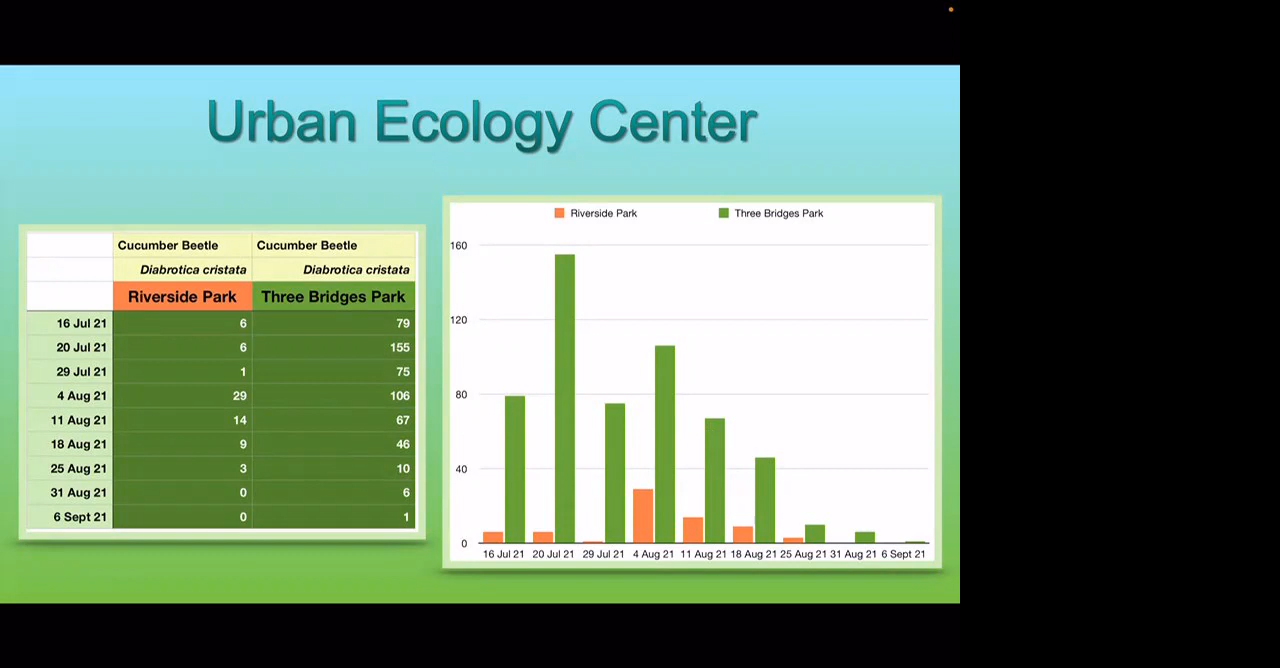 Urban Ecology Center
Cucumber Beetle Cucumber Beetle
Diabrotica cristata Diabrotica cristata
Riverside Park Three Bridges Park
16 Jul 21 6 79
20 Jul 21 6 155
29 Jul 21 1 75
4 Aug 21 29 106
11 Aug 21 14 67
18 Aug 21 9 46
25 Aug 21 3 10
31 Aug 21 0 6
6 Sept 21 0 1
Riverside Park Three Bridges Park
160
120
80
40
0
16 Jul 21 20 Jul 21 29 Jul 21 4 Aug 21 11 Aug 21 18 Aug 21 25 Aug 21 31 Aug 21 6 Sept 21